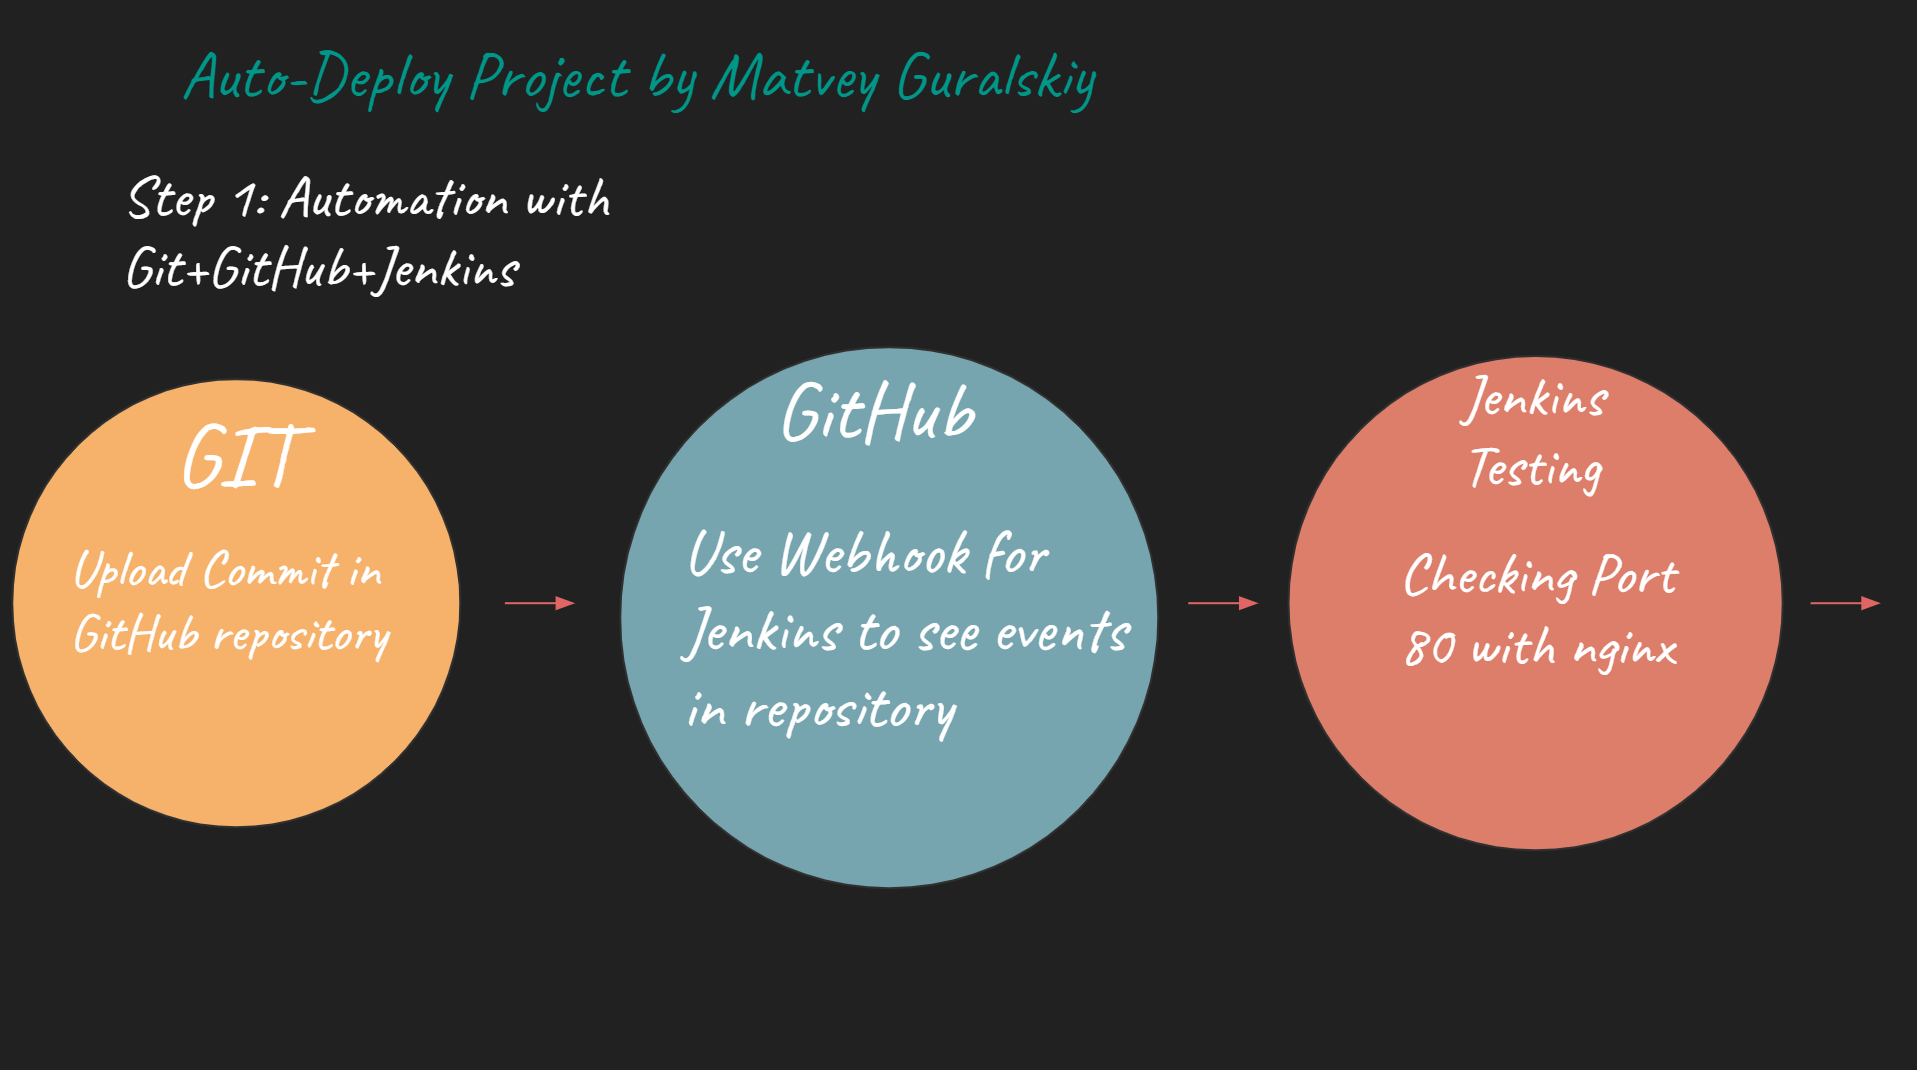 Auto-Deploy Project by Matvey Guralskiy
Step 1: Automation with
Git+GitHub+Jenkins
GIT
Upload Commit in
GitHub repository
GitHub
Use Webhook for
Jenkins to see events
in repository
Jenkins
Testing
Checking Port
80 with nginx